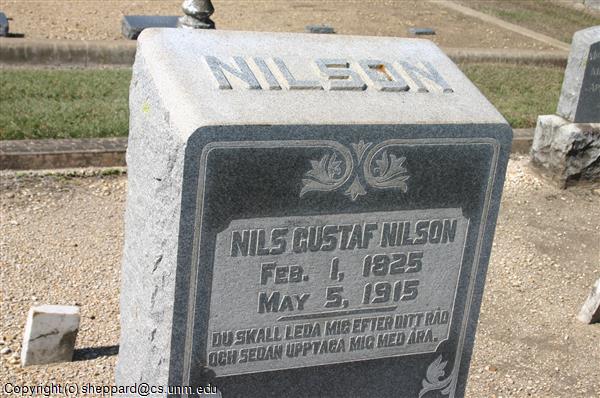 NILSON
NILS GUSTAF NILSON
FEB. 1, 1825
MAY 5, 1915
DU SKALL LEDA MIG EFTER DITT RÅD
OCH SEDAN UPPTAGA MIG MED ÄRA.
Copyright (c) sheppard@cs.unm.edu